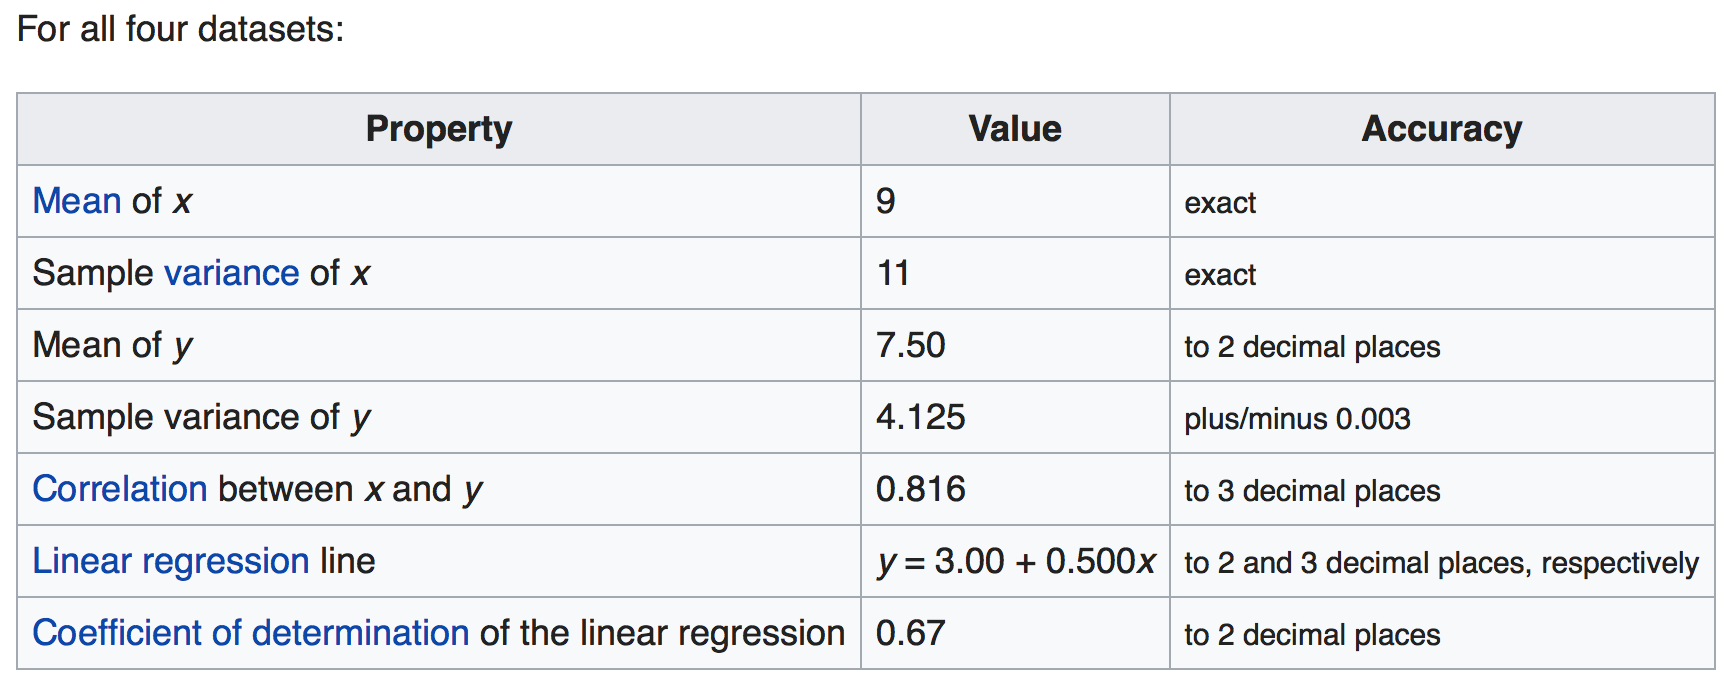 For all four datasets:
Property Value Accuracy
Mean of x 9 exact
Sample variance of x 11 exact
Mean of y 7.50 to 2 decimal places
Sample variance of y 4.125 plus/minus 0.003
Correlation between x and y 0.816 to 3 decimal places
Linear regression line y = 3.00 + 0.500x to 2 and 3 decimal places, respectively
Coefficient of determination of the linear regression 0.67 to 2 decimal places